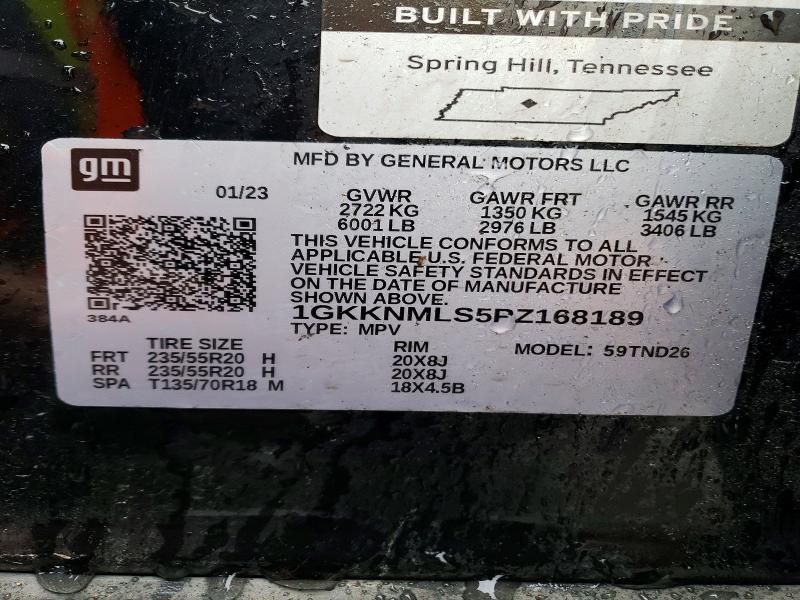 BUILT WITH PRIDE
Spring Hill, Tennessee
gm
MFD BY GENERAL MOTORS LLC
01/23
GVWR GAWR FRT GAWR RR
2722 KG 1350 KG 1545 KG
6001 LB 2976 LB 3406 LB
THIS VEHICLE CONFORMS TO ALL
APPLICABLE U.S. FEDERAL MOTOR
VEHICLE SAFETY STANDARDS IN EFFECT
ON THE DATE OF MANUFACTURE
SHOWN ABOVE.
384A
1GKKNMLS5PZ168189
TYPE: MPV
TIRE SIZE RIM MODEL: 59TND26
FRT 235/55R20 H 20X8J
RR 235/55R20 H 20X8J
SPA T135/70R18 M 18X4.5B